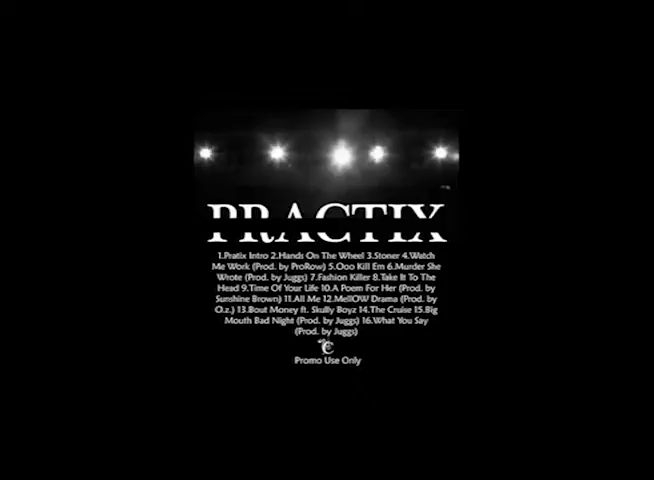 PRACTIX
1.Pratix Intro 2.Hands On The Wheel 3.Stoner 4.Watch
Me Work (Prod. by ProRow) 5.Ooo Kill Em 6.Murder She
Wrote (Prod. by Juggs) 7.Fashion Killer 8.Take It To The
Head 9.Time Of Your Life 10.A Poem For Her (Prod. by
Sunshine Brown) 11.All Me 12.MellOW Drama (Prod. by
O.z.) 13.Bout Money ft. Skully Boyz 14.The Cruise 15.Big
Mouth Bad Night (Prod. by Juggs) 16.What You Say
(Prod. by Juggs)
Promo Use Only